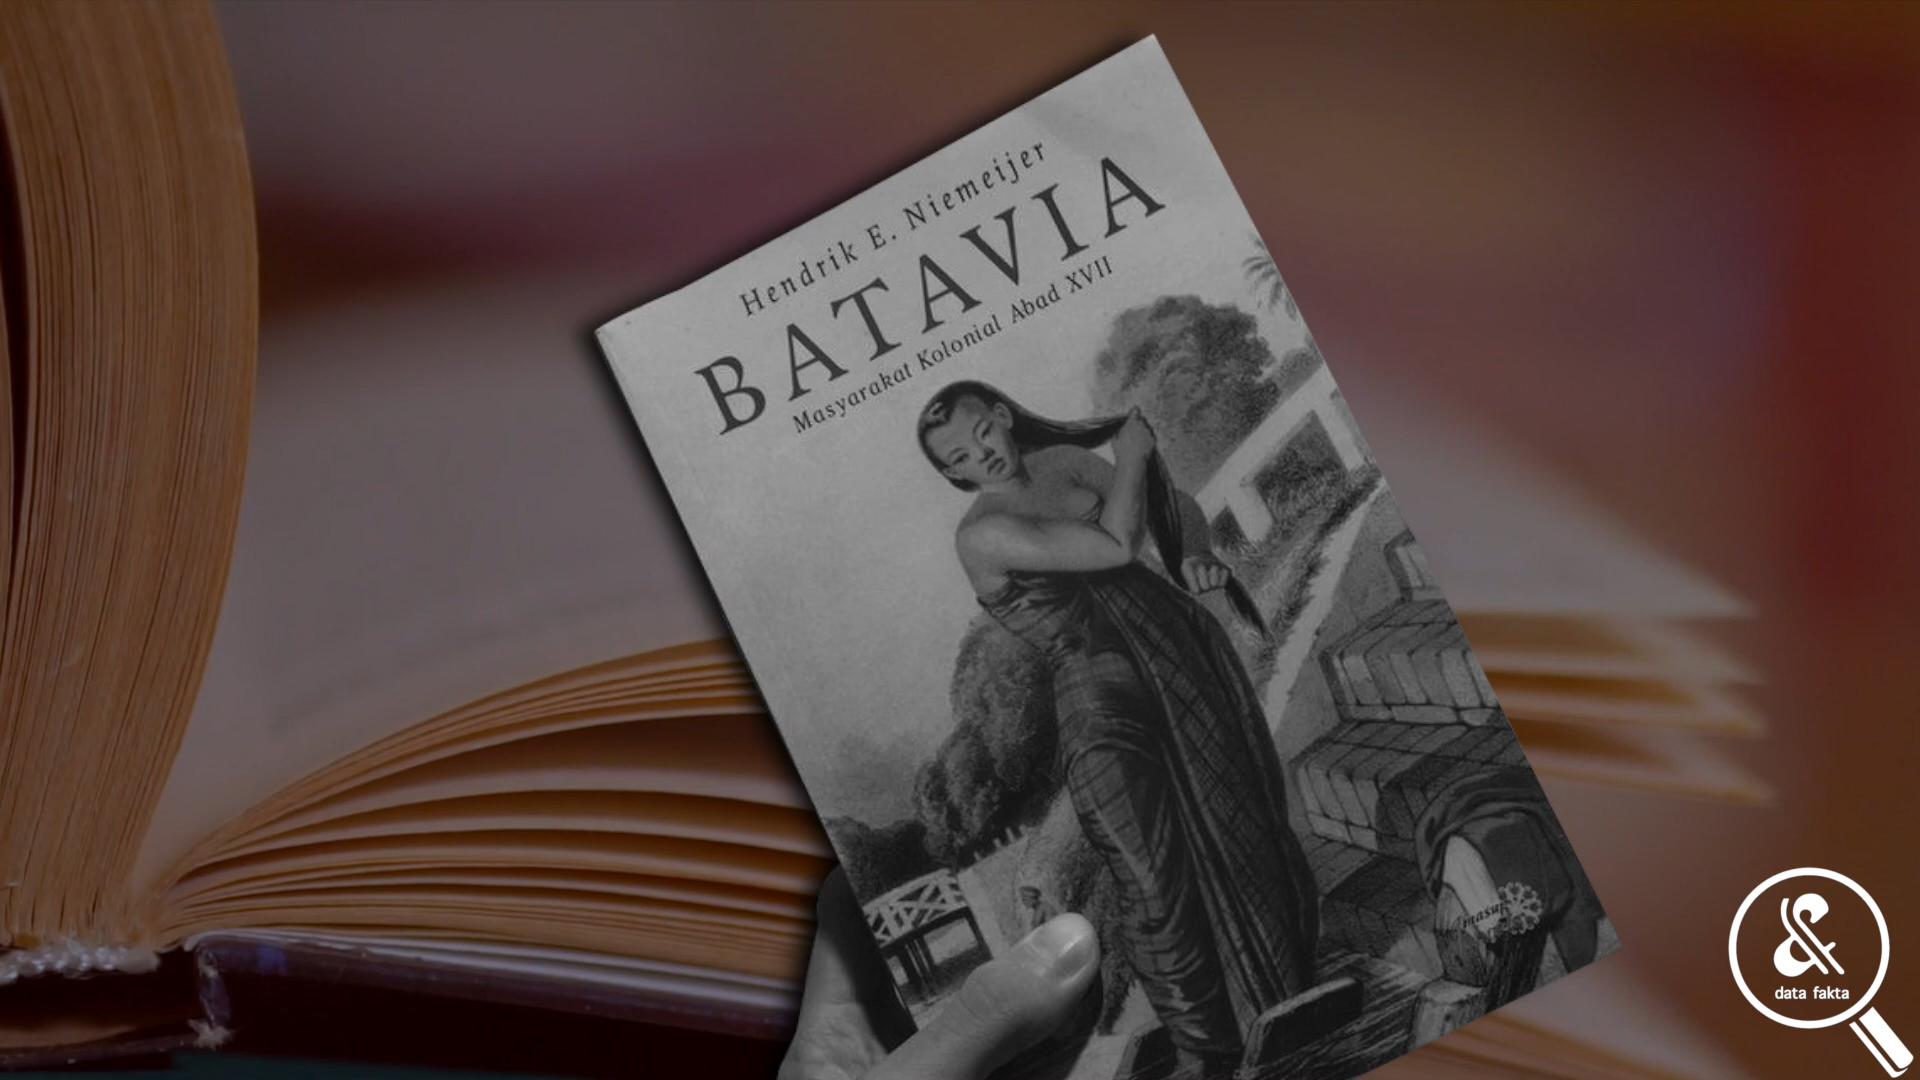 Hendrik E. Niemeijer
BATAVIA
Masyarakat Kolonial Abad XVII
masup
&
data fakta